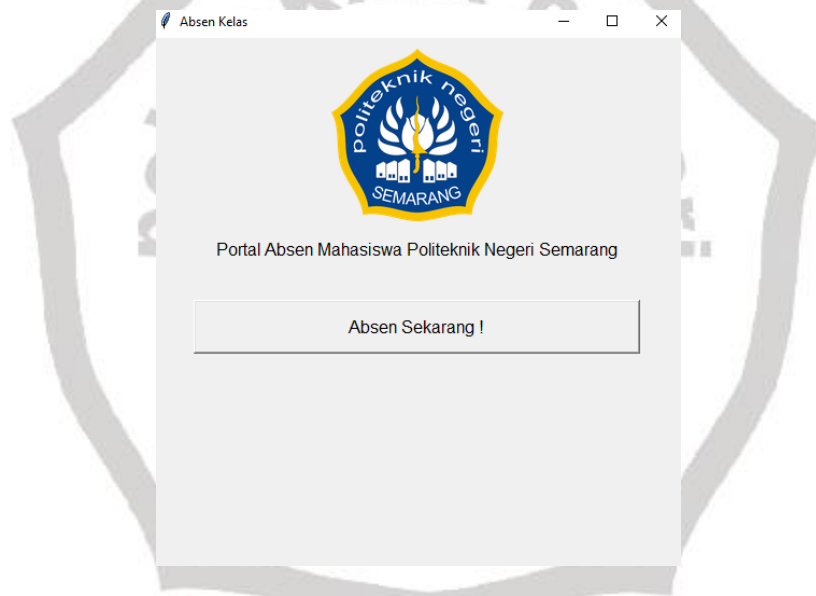 Absen Kelas
politeknik negeri
SEMARANG
Portal Absen Mahasiswa Politeknik Negeri Semarang
Absen Sekarang !